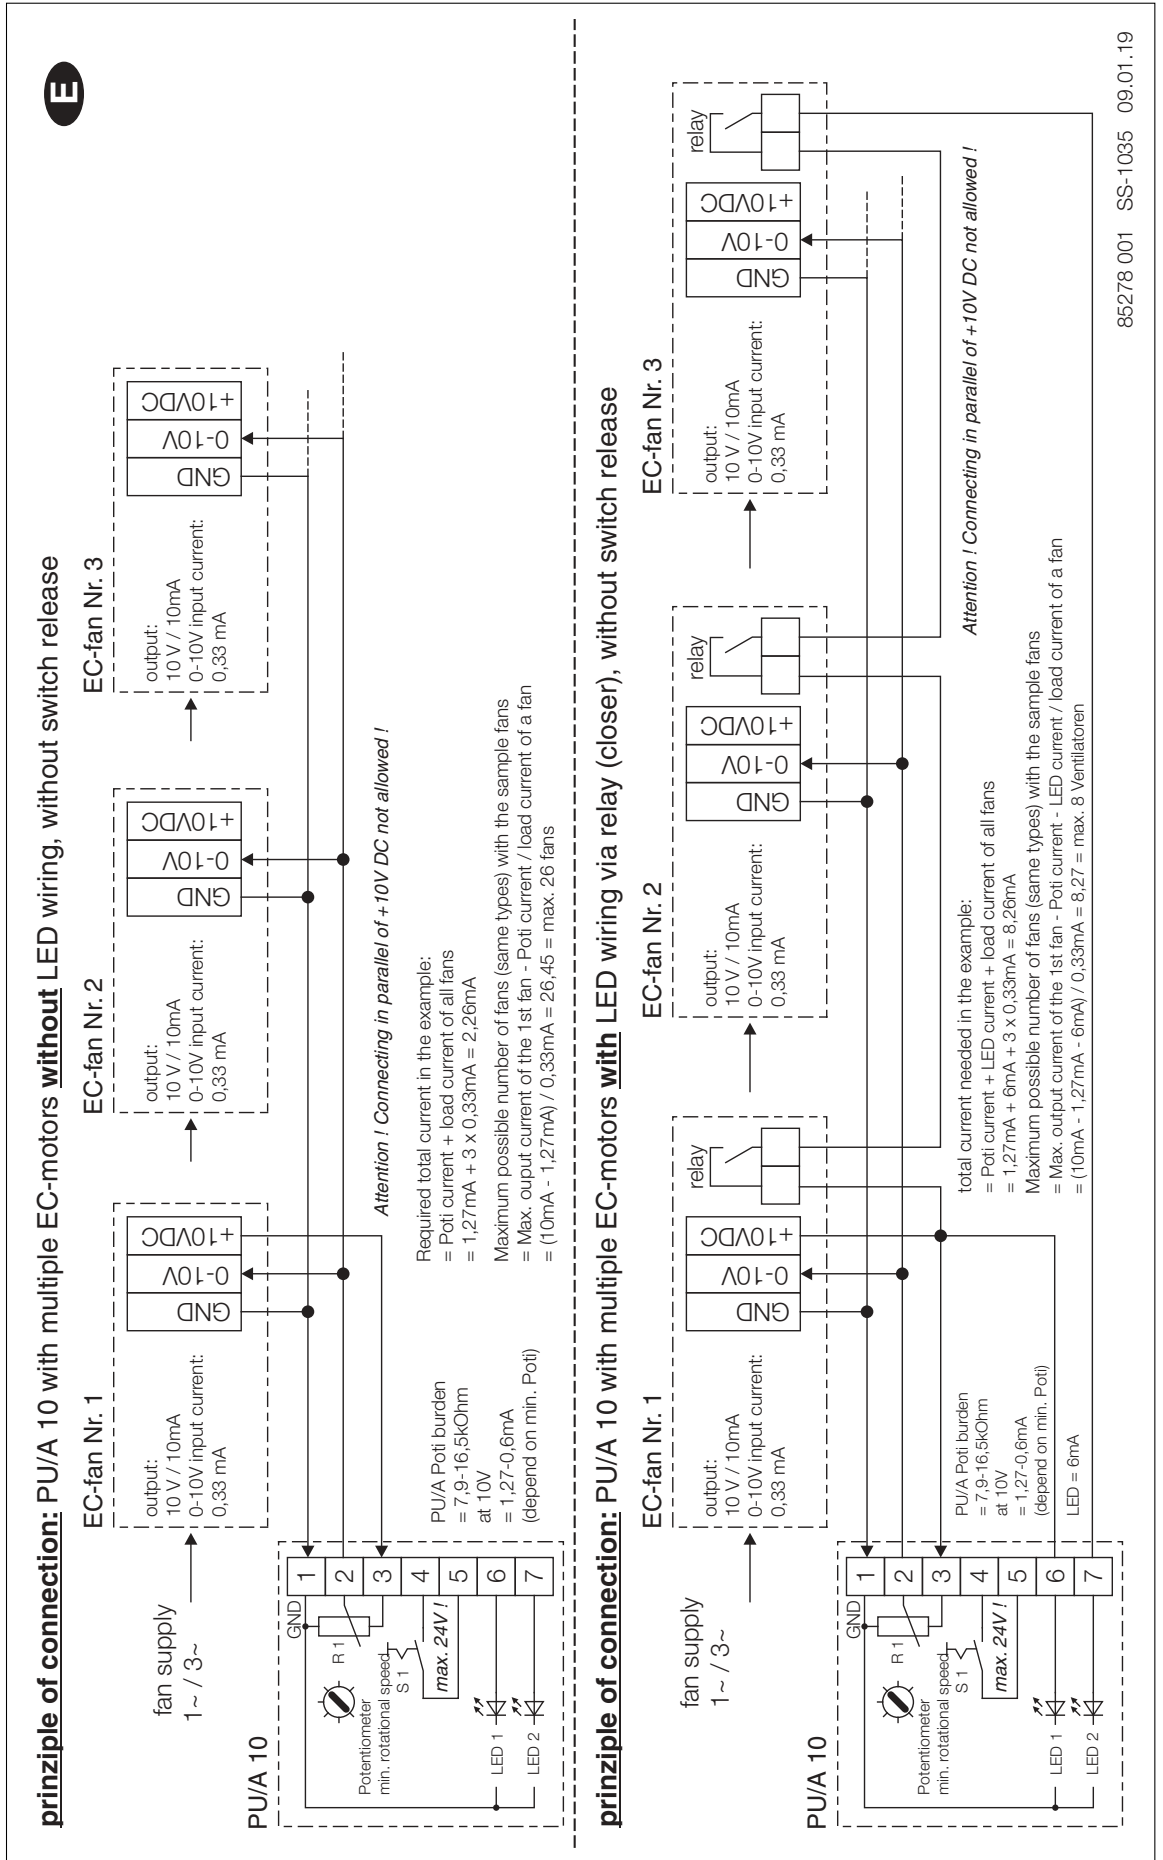 E
prinziple of connection: PU/A 10 with multiple EC-motors without LED wiring, without switch release
EC-fan Nr. 1
EC-fan Nr. 2
EC-fan Nr. 3
fan supply
1~ / 3~
output:
10 V / 10mA
0-10V input current:
0,33 mA
GND
0-10V
+10VDC
output:
10 V / 10mA
0-10V input current:
0,33 mA
GND
0-10V
+10VDC
output:
10 V / 10mA
0-10V input current:
0,33 mA
GND
0-10V
+10VDC
PU/A 10
Potentiometer
min. rotational speed
GND
R 1
S 1
max. 24V !
LED 1
LED 2
1
2
3
4
5
6
7
PU/A Poti burden
= 7,9-16,5kOhm
at 10V
= 1,27-0,6mA
(depend on min. Poti)
Attention ! Connecting in parallel of +10V DC not allowed !
Required total current in the example:
= Poti current + load current of all fans
= 1,27mA + 3 x 0,33mA = 2,26mA
Maximum possible number of fans (same types) with the sample fans
= Max. ouput current of the 1st fan - Poti current / load current of a fan
= (10mA - 1,27mA) / 0,33mA = 26,45 = max. 26 fans
prinziple of connection: PU/A 10 with multiple EC-motors with LED wiring via relay (closer), without switch release
EC-fan Nr. 1
EC-fan Nr. 2
EC-fan Nr. 3
fan supply
1~ / 3~
output:
10 V / 10mA
0-10V input current:
0,33 mA
GND
0-10V
+10VDC
relay
output:
10 V / 10mA
0-10V input current:
0,33 mA
GND
0-10V
+10VDC
relay
output:
10 V / 10mA
0-10V input current:
0,33 mA
GND
0-10V
+10VDC
relay
PU/A 10
Potentiometer
min. rotational speed
GND
R 1
S 1
max. 24V !
LED 1
LED 2
1
2
3
4
5
6
7
PU/A Poti burden
= 7,9-16,5kOhm
at 10V
= 1,27-0,6mA
(depend on min. Poti)
LED = 6mA
total current needed in the example:
= Poti current + LED current + load current of all fans
= 1,27mA + 6mA + 3 x 0,33mA = 8,26mA
Maximum possible number of fans (same types) with the sample fans
= Max. output current of the 1st fan - Poti current - LED current / load current of a fan
= (10mA - 1,27mA - 6mA) / 0,33mA = 8,27 = max. 8 Ventilatoren
Attention ! Connecting in parallel of +10V DC not allowed !
85278 001 SS-1035 09.01.19